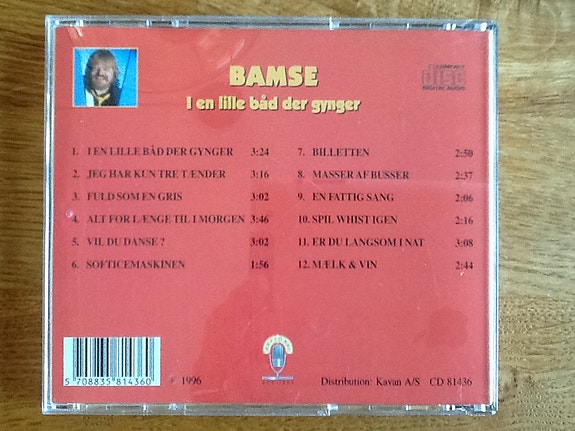 BAMSE
I en lille båd der gynger
COMPACT
DISC
DIGITAL AUDIO
1. I EN LILLE BÅD DER GYNGER 3:24
2. JEG HAR KUN TRE TÆNDER 3:16
3. FULD SOM EN GRIS 3:02
4. ALT FOR LÆNGE TIL I MORGEN 3:46
5. VIL DU DANSE ? 3:02
6. SOFTICEMASKINEN 1:56
7. BILLETTEN 2:50
8. MASSER AF BUSSER 2:37
9. EN FATTIG SANG 2:06
10. SPIL WHIST IGEN 2:16
11. ER DU LANGSOM I NAT 3:08
12. MÆLK & VIN 2:44
5 708835 814360
1996
Distribution: Kavan A/S CD 81436